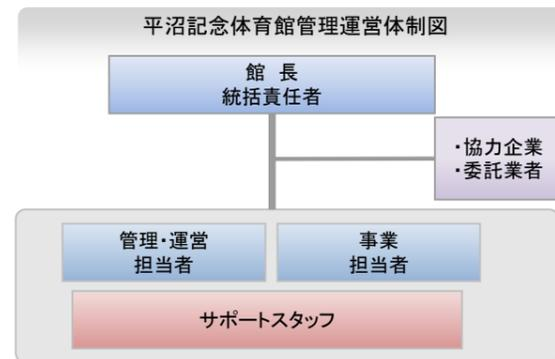 平沼記念体育館管理運営体制図
館 長
統括責任者
・協力企業
・委託業者
管理・運営
担当者
事業
担当者
サポートスタッフ